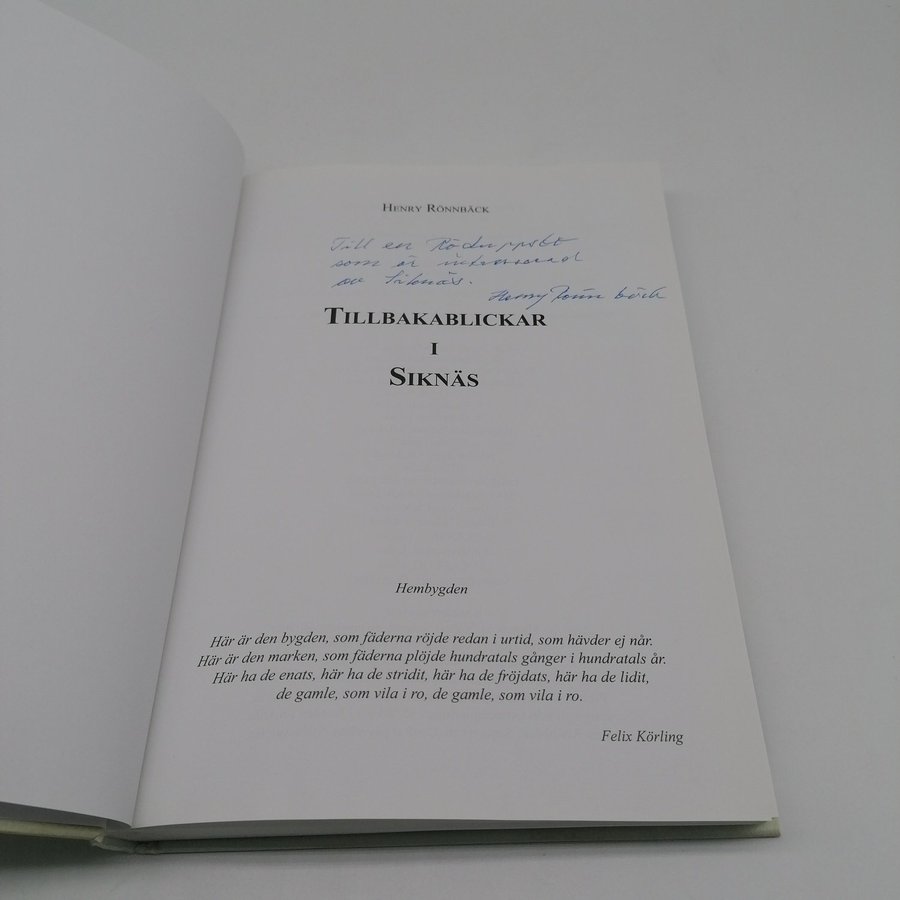 HENRY RÖNNBÄCK
Till en Råneuppsbo
som är intresserad
av Siknäs.
Henry Rönnbäck
TILLBAKABLICKAR
I
SIKNÄS
Hembygden
Här är den bygden, som fäderna röjde redan i urtid, som hävder ej når.
Här är den marken, som fäderna plöjde hundratals gånger i hundratals år.
Här ha de enats, här ha de stridit, här ha de fröjdats, här ha de lidit,
de gamle, som vila i ro, de gamle, som vila i ro.
Felix Körling